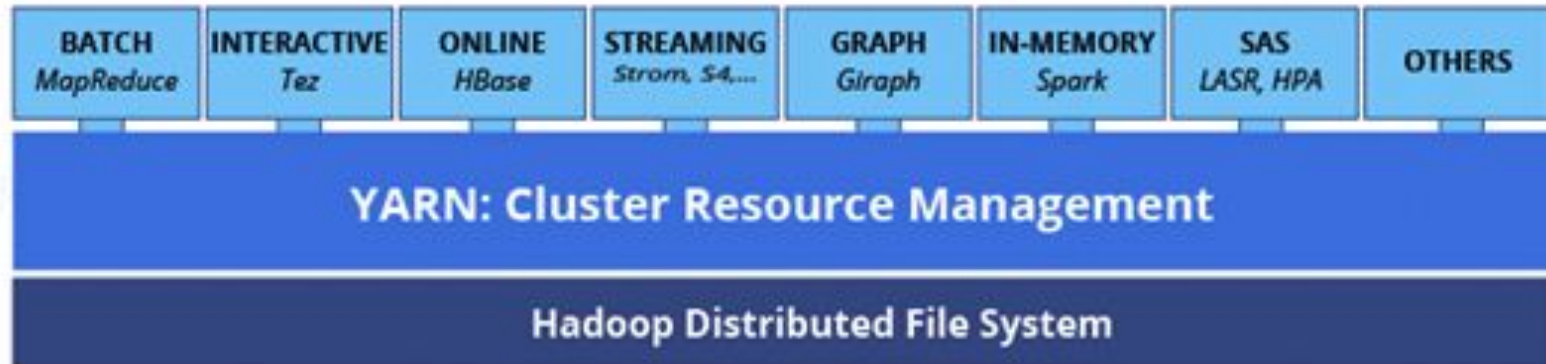 BATCH
MapReduce
INTERACTIVE
Tez
ONLINE
HBase
STREAMING
Strom, S4,...
GRAPH
Giraph
IN-MEMORY
Spark
SAS
LASR, HPA
OTHERS
YARN: Cluster Resource Management
Hadoop Distributed File System